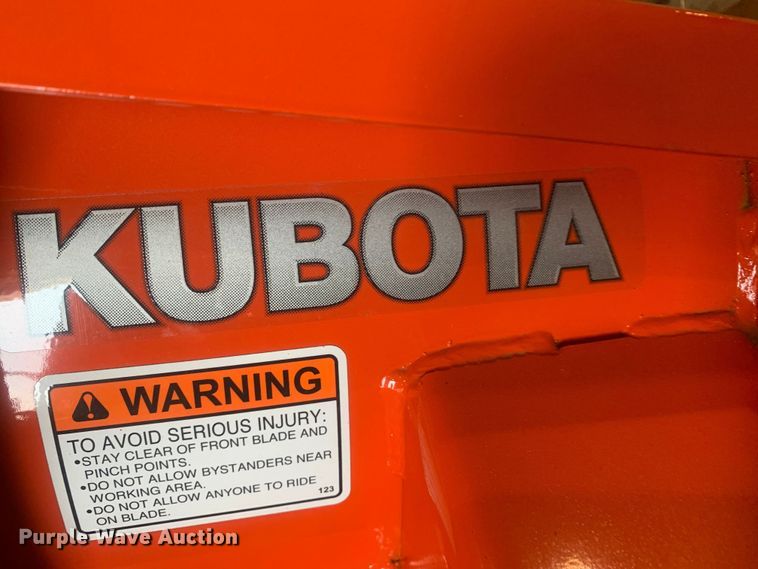 KUBOTA
WARNING
TO AVOID SERIOUS INJURY:
•STAY CLEAR OF FRONT BLADE AND
PINCH POINTS.
•DO NOT ALLOW BYSTANDERS NEAR
WORKING AREA.
•DO NOT ALLOW ANYONE TO RIDE
ON BLADE.
123
Purple Wave Auction